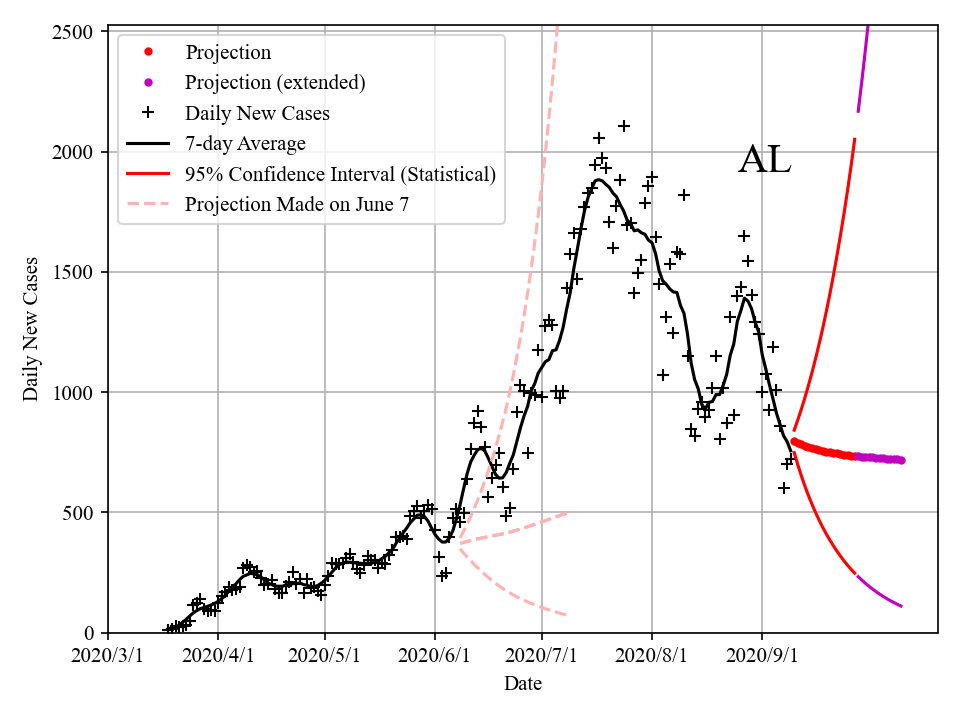 2500
2000
1500
1000
500
0
Daily New Cases
Projection
Projection (extended)
Daily New Cases
7-day Average
95% Confidence Interval (Statistical)
Projection Made on June 7
AL
2020/3/1 2020/4/1 2020/5/1 2020/6/1 2020/7/1 2020/8/1 2020/9/1
Date